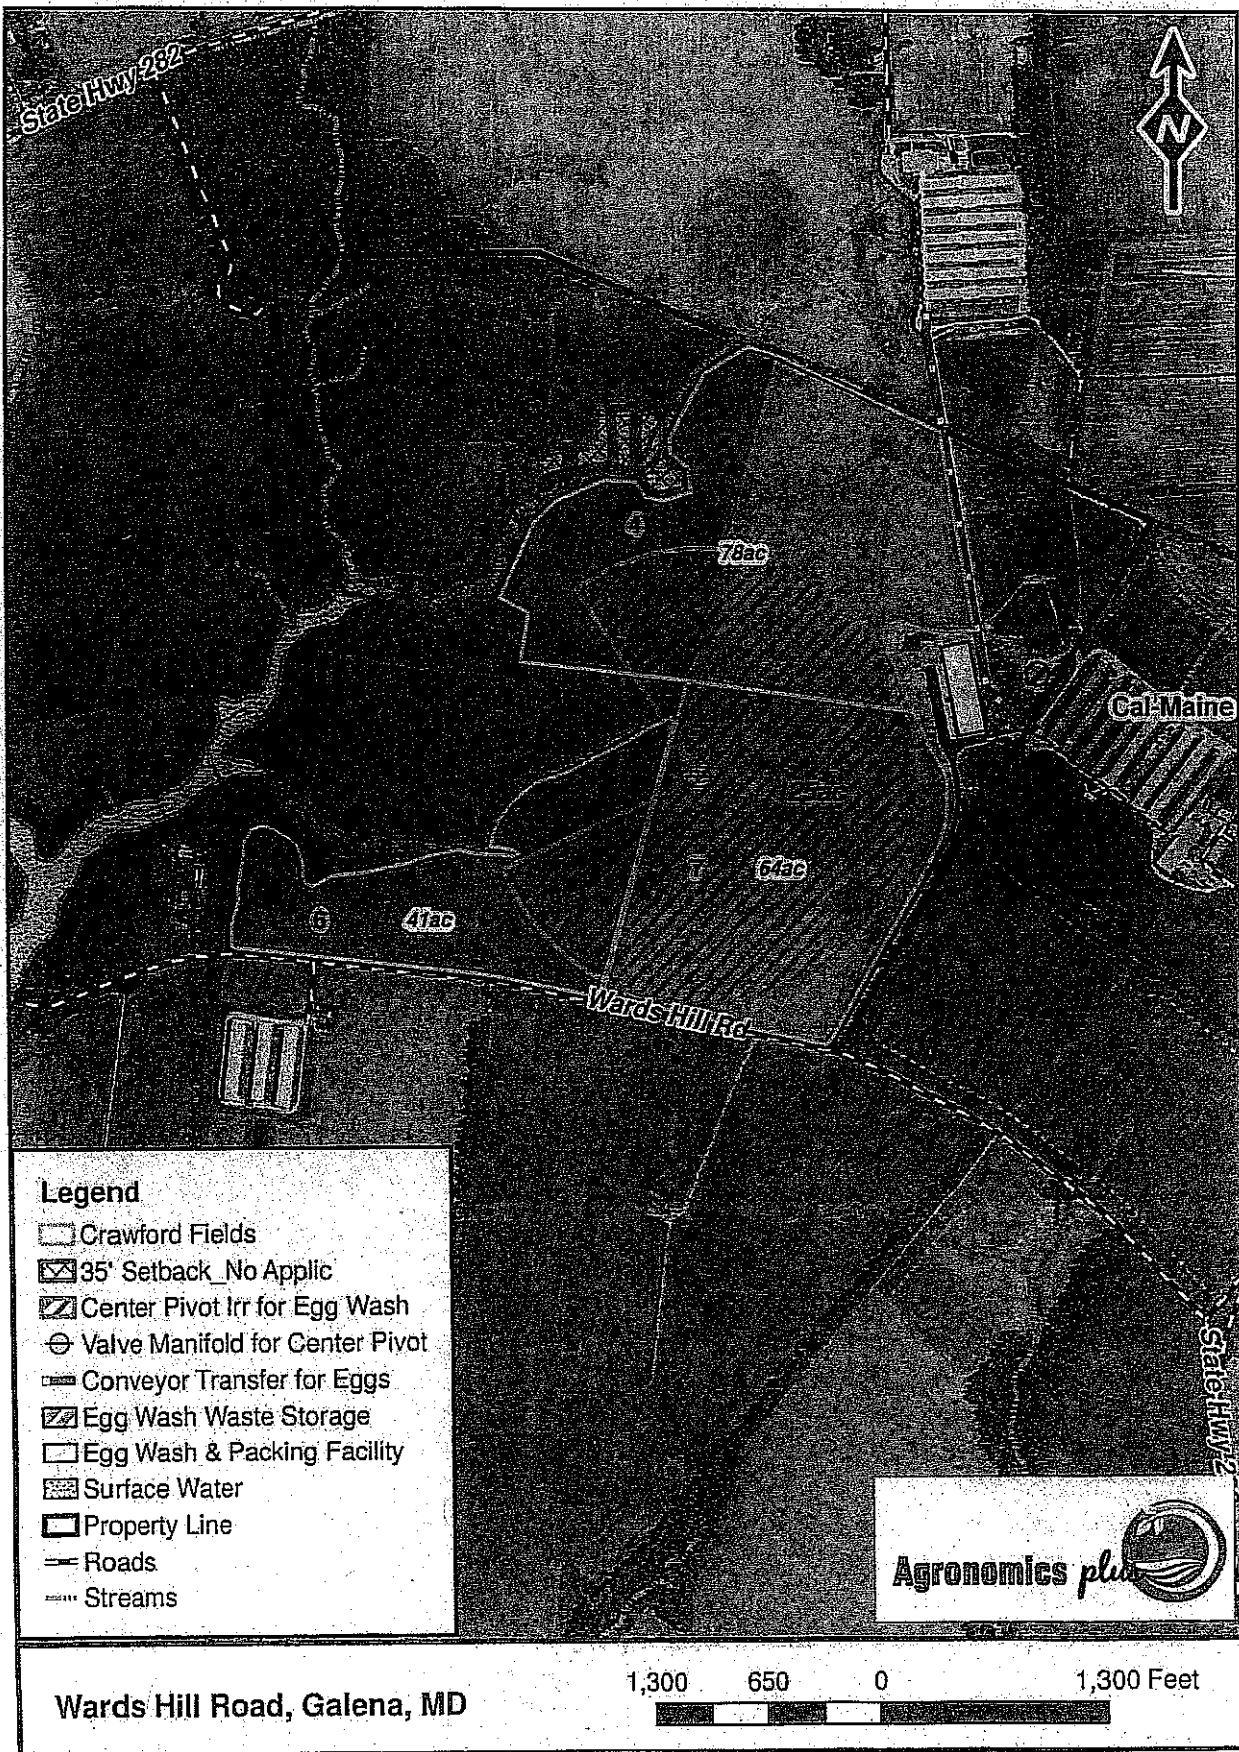 State Hwy 282
N
4
78ac
Cal-Maine
64ac
6
41ac
Wards Hill Rd
State Hwy 2
Legend
Crawford Fields
35' Setback_No Applic
Center Pivot Irr for Egg Wash
Valve Manifold for Center Pivot
Conveyor Transfer for Eggs
Egg Wash Waste Storage
Egg Wash & Packing Facility
Surface Water
Property Line
Roads
Streams
Agronomics plus
Wards Hill Road, Galena, MD
1,300 650 0 1,300 Feet